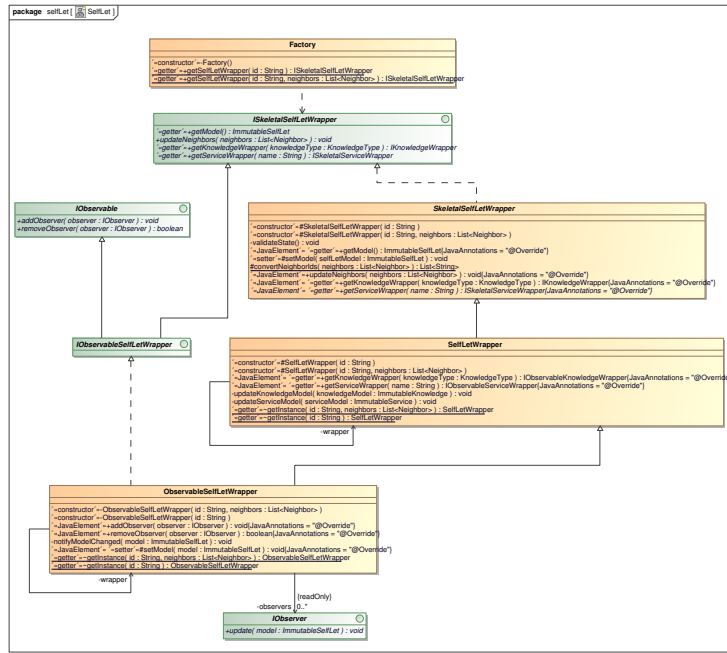 package selfLet [ SelfLet ]
Factory
´»constructor´»-Factory()
´»getter´»+getSelfLetWrapper( id : String ) : ISkeletalSelfLetWrapper
´»getter´»+getSelfLetWrapper( id : String, neighbors : List<Neighbor> ) : ISkeletalSelfLetWrapper
ISkeletalSelfLetWrapper
´»getter´»+getModel() : ImmutableSelfLet
+updateNeighbors( neighbors : List<Neighbor> ) : void
´»getter´»+getKnowledgeWrapper( knowledgeType : KnowledgeType ) : IKnowledgeWrapper
´»getter´»+getServiceWrapper( name : String ) : ISkeletalServiceWrapper
IObservable
+addObserver( observer : IObserver ) : void
+removeObserver( observer : IObserver ) : boolean
SkeletalSelfLetWrapper
´»constructor´»#SkeletalSelfLetWrapper( id : String )
´»constructor´»#SkeletalSelfLetWrapper( id : String, neighbors : List<Neighbor> )
-validateState() : void
´»JavaElement´» ´»getter´»+getModel() : ImmutableSelfLet{JavaAnnotations = "@Override"}
´»setter´»#setModel( selfLetModel : ImmutableSelfLet ) : void
#convertNeighborIds( neighbors : List<Neighbor> ) : List<String>
´»JavaElement´»+updateNeighbors( neighbors : List<Neighbor> ) : void{JavaAnnotations = "@Override"}
´»JavaElement´» ´»getter´»+getKnowledgeWrapper( knowledgeType : KnowledgeType ) : IKnowledgeWrapper{JavaAnnotations = "@Override"}
´»JavaElement´» ´»getter´»+getServiceWrapper( name : String ) : ISkeletalServiceWrapper{JavaAnnotations = "@Override"}
IObservableSelfLetWrapper
SelfLetWrapper
´»constructor´»#SelfLetWrapper( id : String )
´»constructor´»#SelfLetWrapper( id : String, neighbors : List<Neighbor> )
´»JavaElement´» ´»getter´»+getKnowledgeWrapper( knowledgeType : KnowledgeType ) : IObservableKnowledgeWrapper{JavaAnnotations = "@Overrid
´»JavaElement´» ´»getter´»+getServiceWrapper( name : String ) : IObservableServiceWrapper{JavaAnnotations = "@Override"}
-updateKnowledgeModel( knowledgeModel : ImmutableKnowledge ) : void
-updateServiceModel( serviceModel : ImmutableService ) : void
´»getter´»~getInstance( id : String, neighbors : List<Neighbor> ) : SelfLetWrapper
´»getter´»~getInstance( id : String ) : SelfLetWrapper
-wrapper
ObservableSelfLetWrapper
´»constructor´»-ObservableSelfLetWrapper( id : String, neighbors : List<Neighbor> )
´»constructor´»-ObservableSelfLetWrapper( id : String )
´»JavaElement´»+addObserver( observer : IObserver ) : void{JavaAnnotations = "@Override"}
´»JavaElement´»+removeObserver( observer : IObserver ) : boolean{JavaAnnotations = "@Override"}
-notifyModelChanged( model : ImmutableSelfLet ) : void
´»JavaElement´» ´»setter´»#setModel( model : ImmutableSelfLet ) : void{JavaAnnotations = "@Override"}
´»getter´»~getInstance( id : String, neighbors : List<Neighbor> ) : ObservableSelfLetWrapper
´»getter´»~getInstance( id : String ) : ObservableSelfLetWrapper
-wrapper
{readOnly}
-observers 0..*
IObserver
+update( model : ImmutableSelfLet ) : void